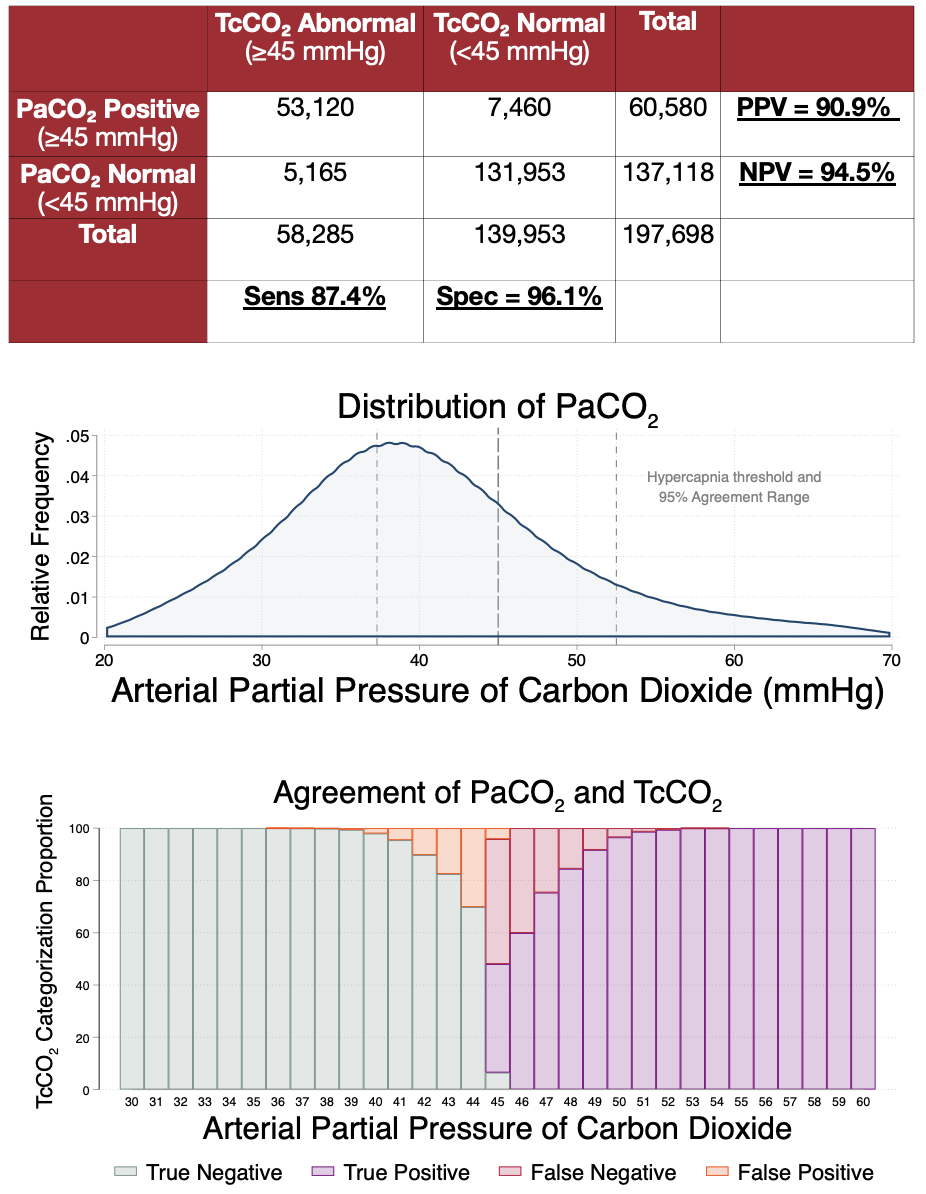 TcCO₂ Abnormal TcCO₂ Normal Total
(≥45 mmHg) (<45 mmHg)
PaCO₂ Positive 53,120 7,460 60,580 PPV = 90.9%
(≥45 mmHg)
PaCO₂ Normal 5,165 131,953 137,118 NPV = 94.5%
(<45 mmHg)
Total 58,285 139,953 197,698
Sens 87.4% Spec = 96.1%
Distribution of PaCO₂
Relative Frequency
.05
.04
.03
.02
.01
0
Hypercapnia threshold and
95% Agreement Range
20 30 40 50 60 70
Arterial Partial Pressure of Carbon Dioxide (mmHg)
Agreement of PaCO₂ and TcCO₂
TcCO₂ Categorization Proportion
100
80
60
40
20
0
30 31 32 33 34 35 36 37 38 39 40 41 42 43 44 45 46 47 48 49 50 51 52 53 54 55 56 57 58 59 60
Arterial Partial Pressure of Carbon Dioxide
True Negative True Positive False Negative False Positive